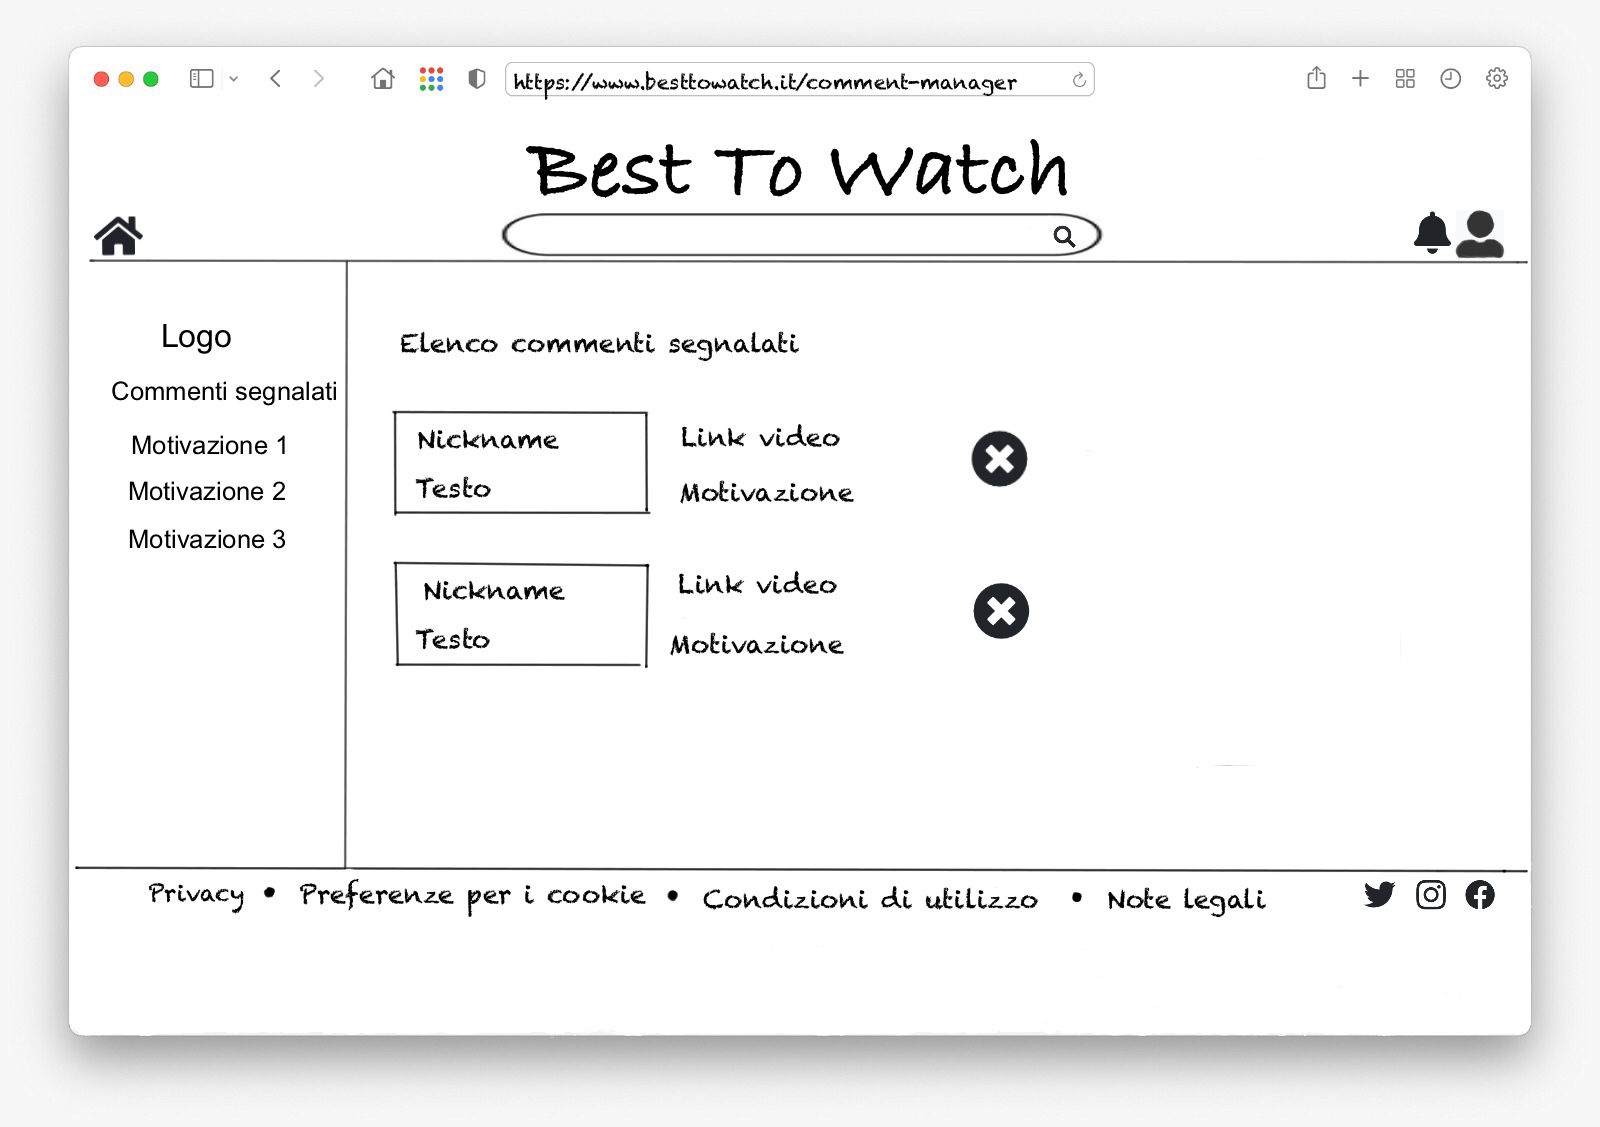 https://www.besttowatch.it/comment-manager
Best To Watch
Logo
Commenti segnalati
Motivazione 1
Motivazione 2
Motivazione 3
Elenco commenti segnalati
Nickname
Testo
Link video
Motivazione
Nickname
Testo
Link video
Motivazione
Privacy • Preferenze per i cookie • Condizioni di utilizzo • Note legali